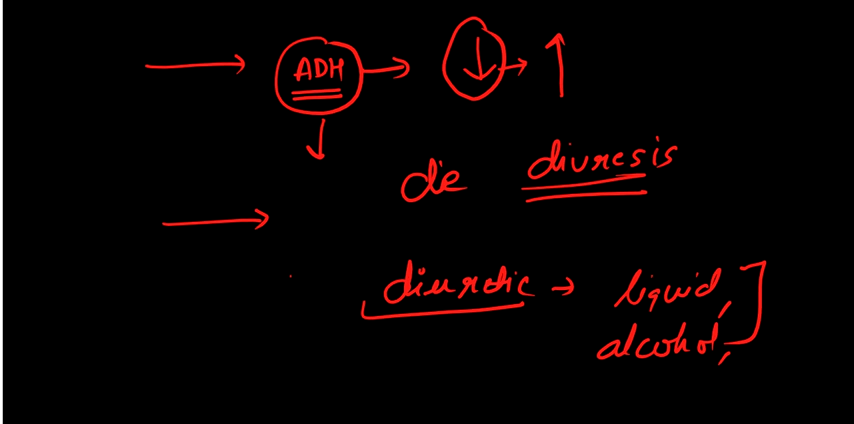 ADH
de diuresis
diuretic → liquid,
alcohol,